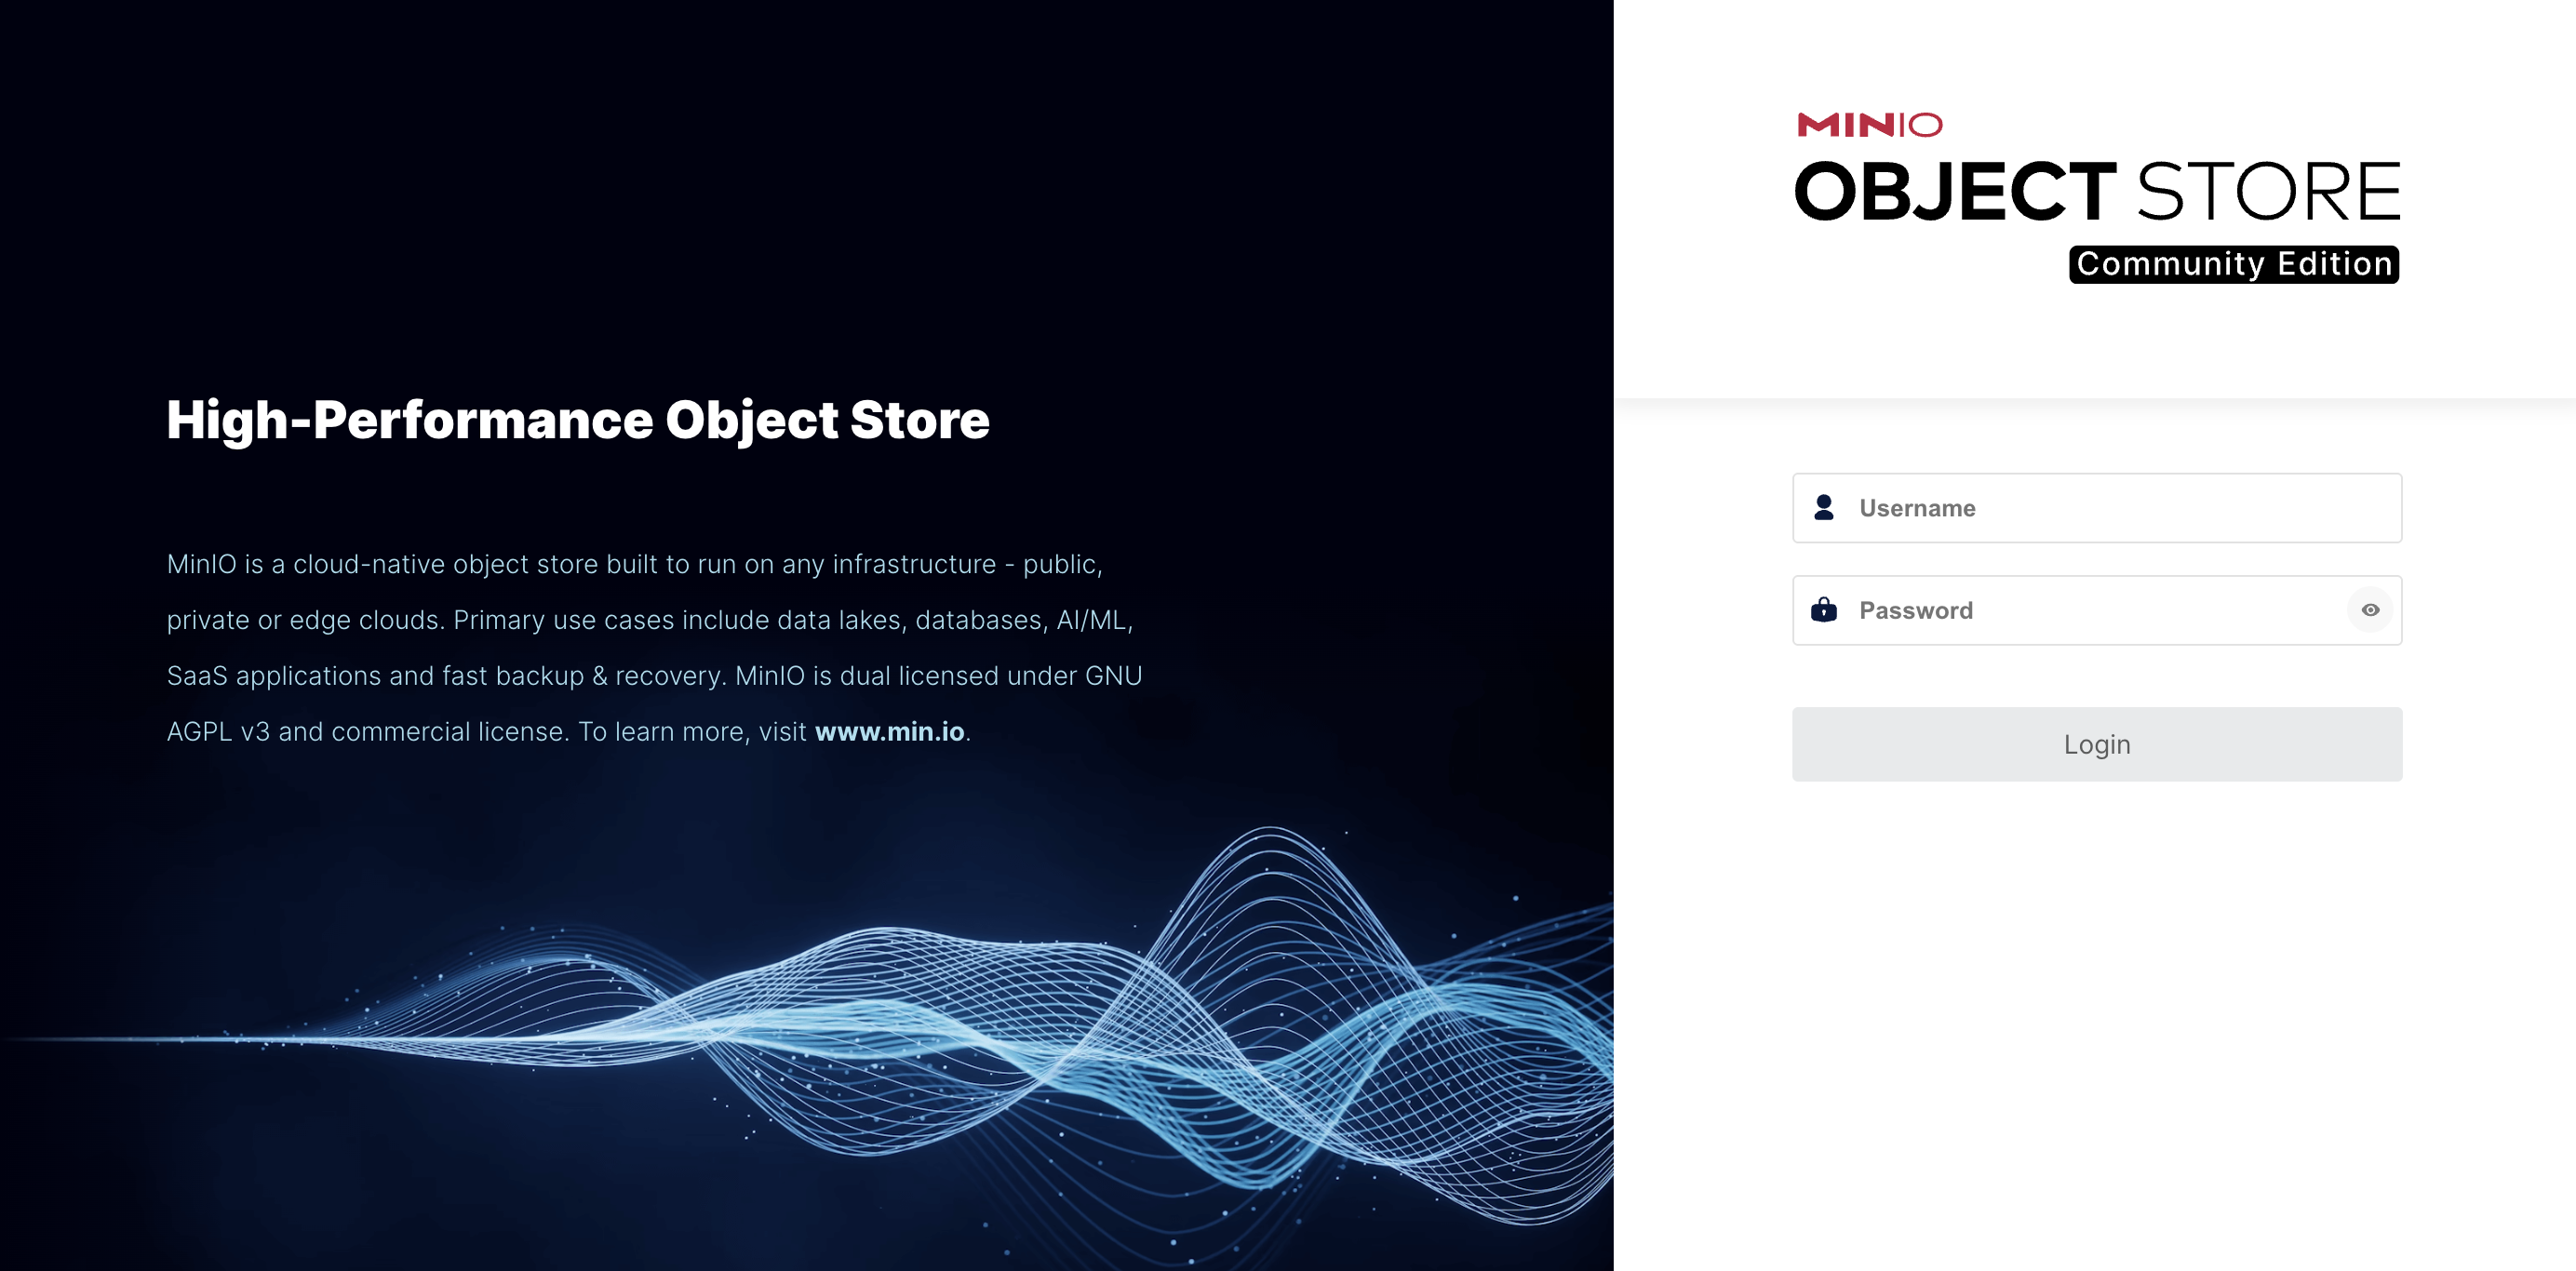 High-Performance Object Store
MinIO is a cloud-native object store built to run on any infrastructure - public,
private or edge clouds. Primary use cases include data lakes, databases, AI/ML,
SaaS applications and fast backup & recovery. MinIO is dual licensed under GNU
AGPL v3 and commercial license. To learn more, visit www.min.io.
MINIO
OBJECT STORE
Community Edition
Username
Password
Login